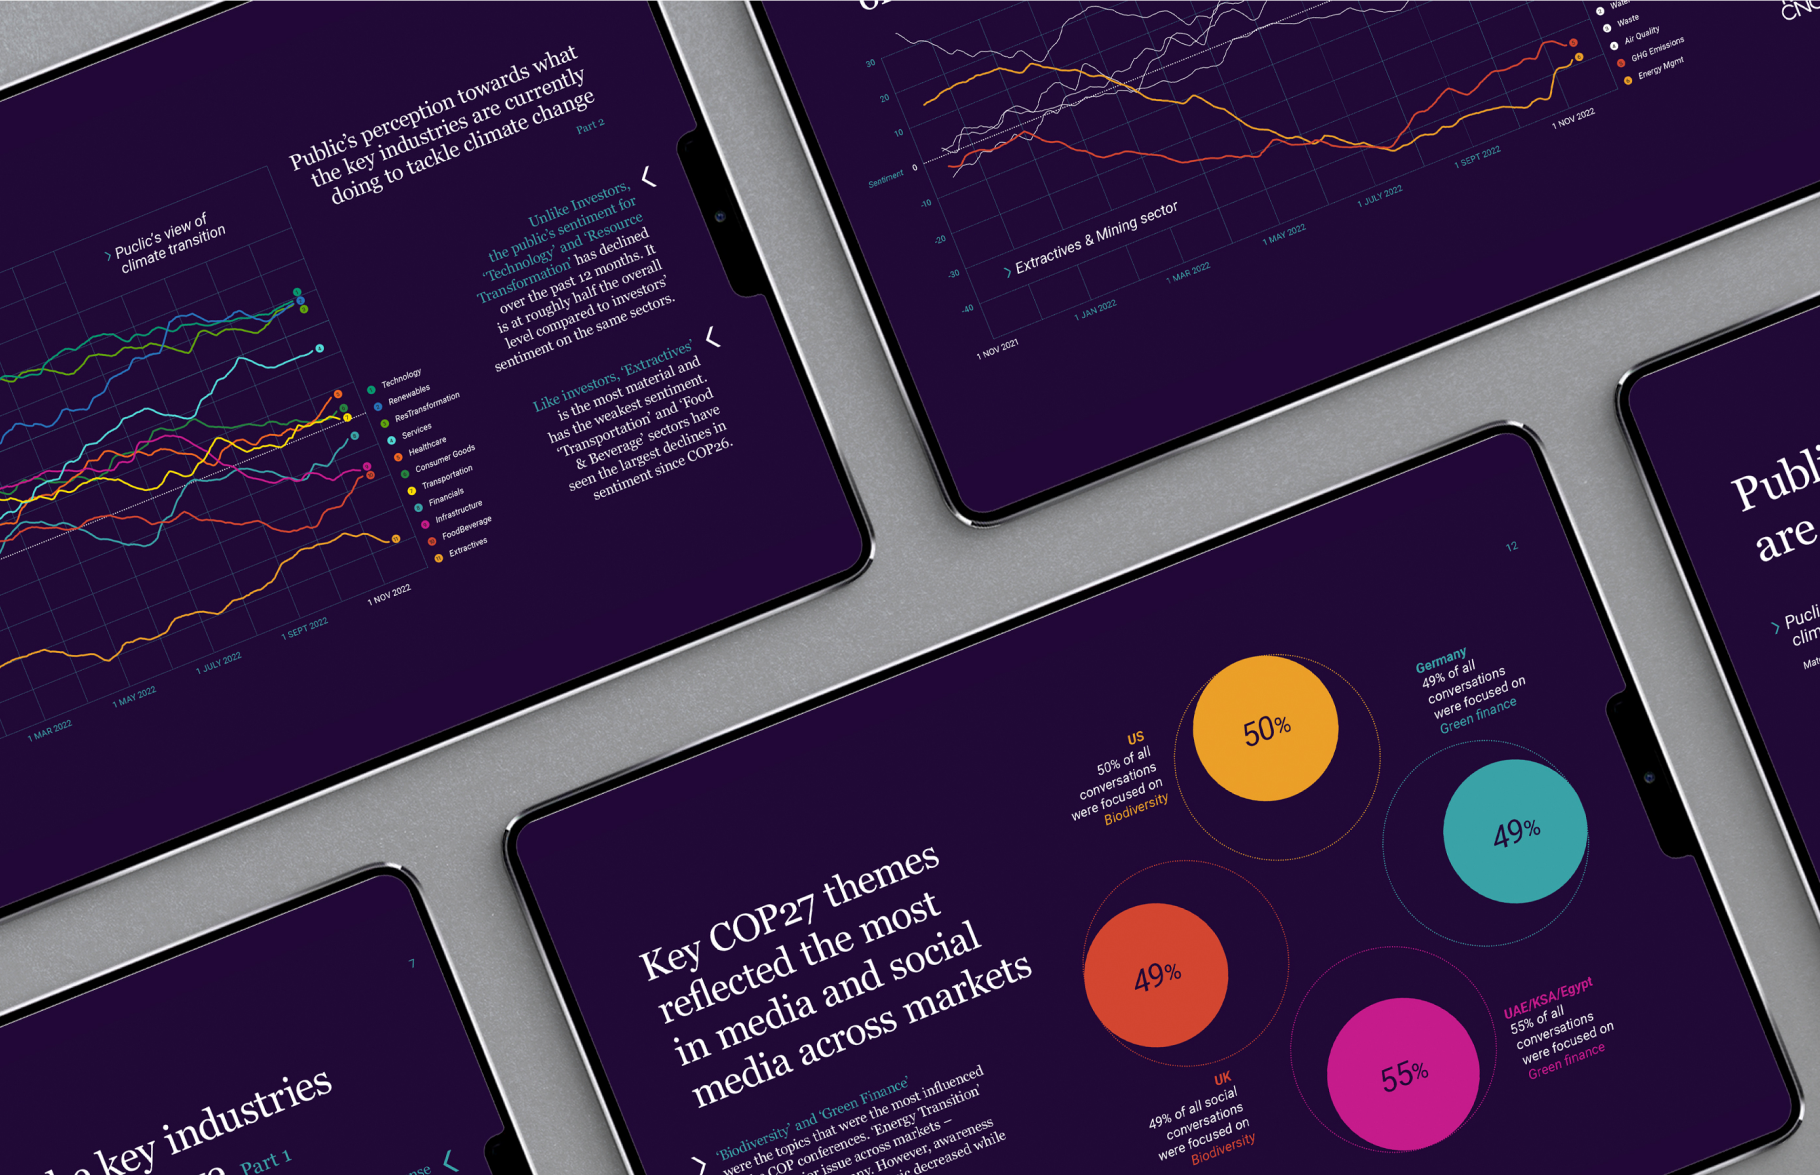 Public's perception towards what
the key industries are currently
doing to tackle climate change
Part 2
Puclic's view of
climate transition
Unlike Investors,
the public's sentiment for
'Technology' and 'Resource
Transformation' has declined
over the past 12 months. It
is at roughly half the overall
level compared to investors'
sentiment on the same sectors.
Like investors, 'Extractives'
is the most material and
has the weakest sentiment.
'Transportation' and 'Food
& Beverage' sectors have
seen the largest declines in
sentiment since COP26.
Technology
Renewables
ResTransformation
Services
Healthcare
Consumer Goods
Transportation
Financials
Infrastructure
FoodBeverage
Extractives
1 MAR 2022
1 MAY 2022
1 JULY 2022
1 SEPT 2022
1 NOV 2022
30
20
10
0
Sentiment
-10
-20
-30
-40
Extractives & Mining sector
1 NOV 2021
1 JAN 2022
1 MAR 2022
1 MAY 2022
1 JULY 2022
1 SEPT 2022
1 NOV 2022
Waste
Air Quality
GHG Emissions
Energy Mgmt
7
key industries
Part 1
12
Key COP27 themes
reflected the most
in media and social
media across markets
'Biodiversity' and 'Green Finance'
were the topics that were the most influenced
COP conferences. 'Energy Transition'
issue across markets –
However, awareness
decreased while
US
50% of all
conversations
were focused on
Biodiversity
50%
Germany
49% of all
conversations
were focused on
Green finance
49%
49%
UK
49% of all social
conversations
were focused on
Biodiversity
55%
UAE/KSA/Egypt
55% of all
conversations
were focused on
Green finance
are